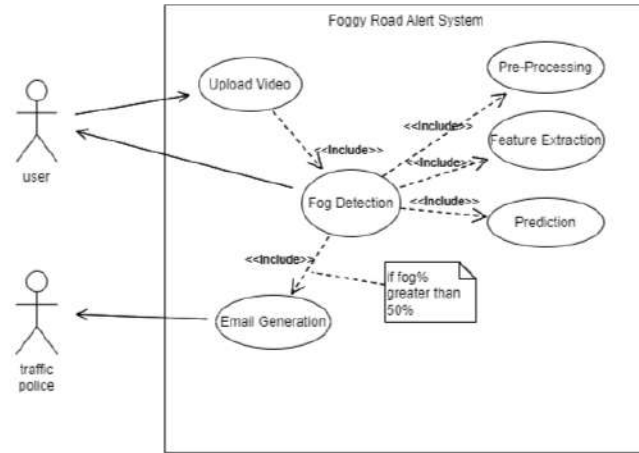 Foggy Road Alert System
Pre-Processing
Upload Video
<<Include>>
user
<<Include>>
<<Include>>
Feature Extraction
Fog Detection
<<Include>>
Prediction
<<Include>>
if fog%
greater than
50%
Email Generation
traffic
police